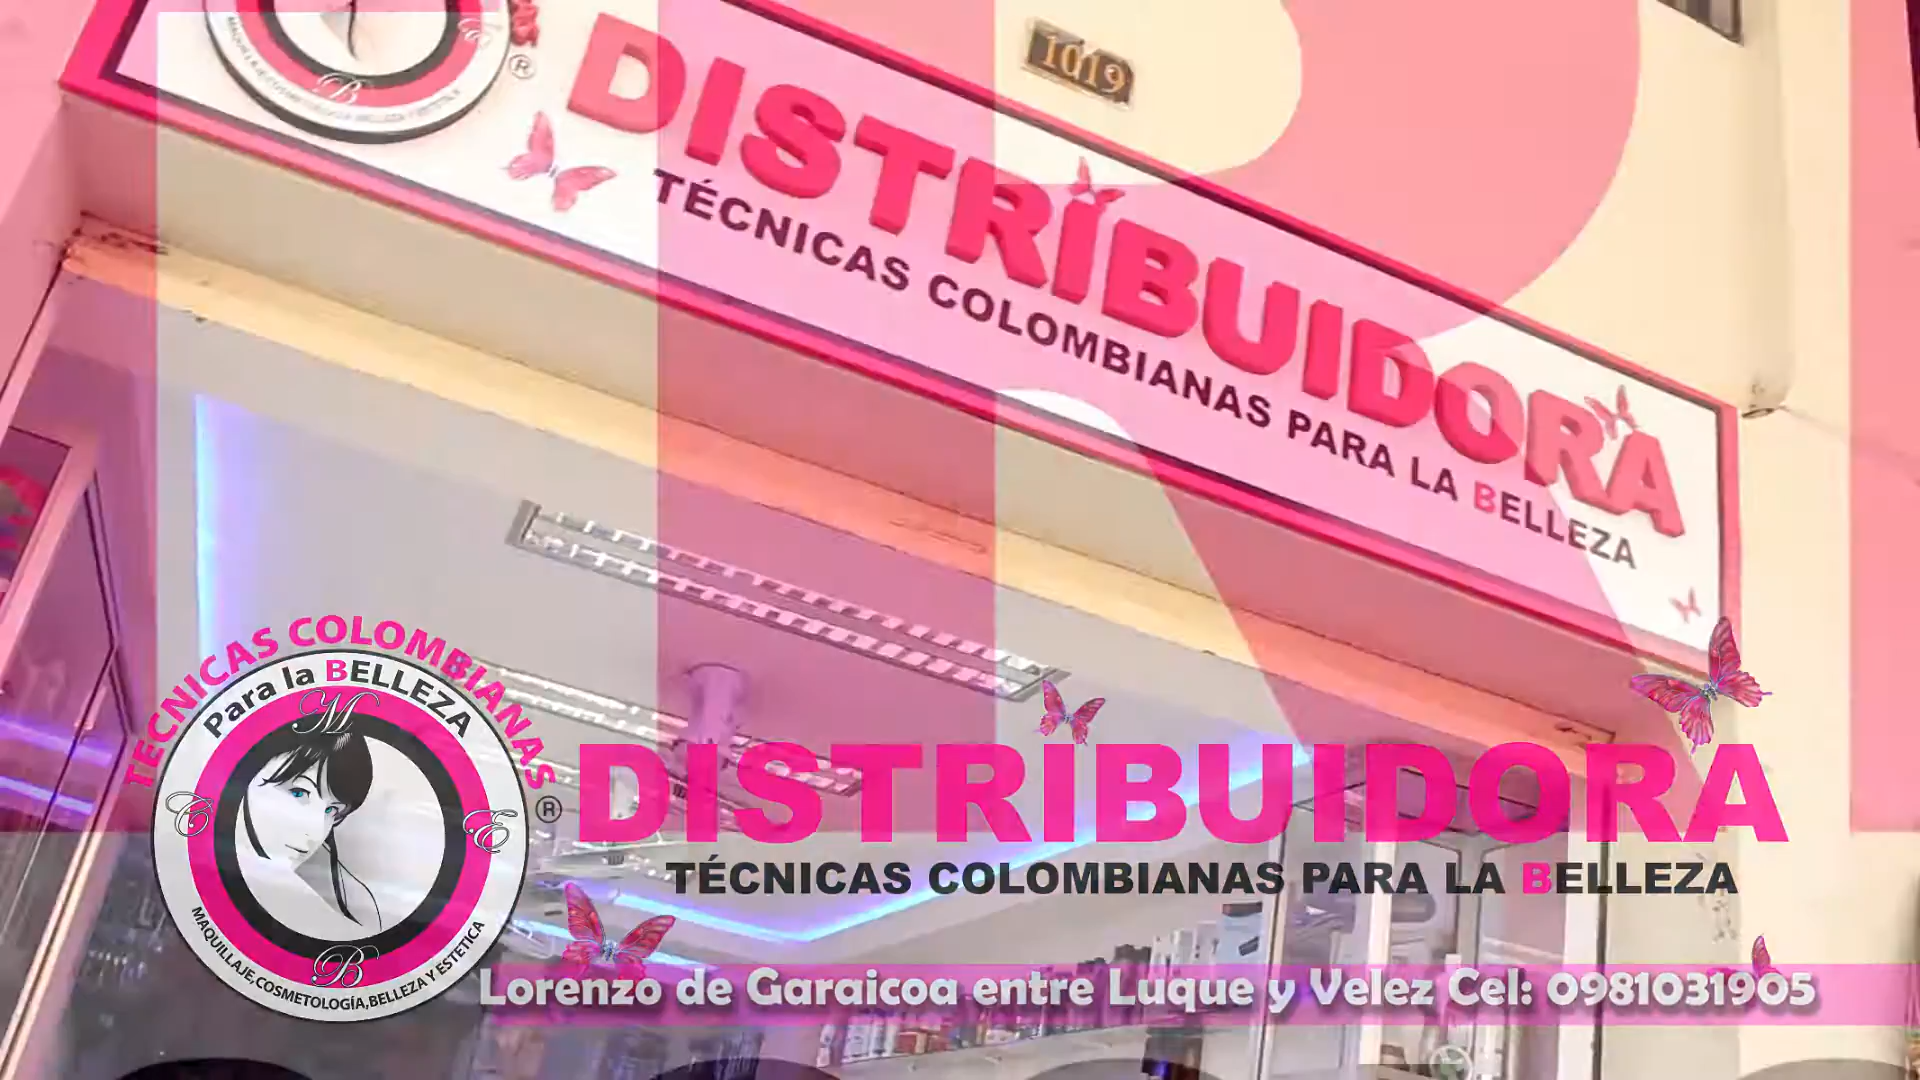 1019
DISTRIBUIDORA
TÉCNICAS COLOMBIANAS PARA LA BELLEZA
®
B
TECNICAS COLOMBIANAS
Para la BELLEZA
M
C
E
B
MAQUILLAJE,COSMETOLOGÍA,BELLEZA Y ESTETICA
®
DISTRIBUIDORA
TÉCNICAS COLOMBIANAS PARA LA BELLEZA
Lorenzo de Garaicoa entre Luque y Velez Cel: 0981031905